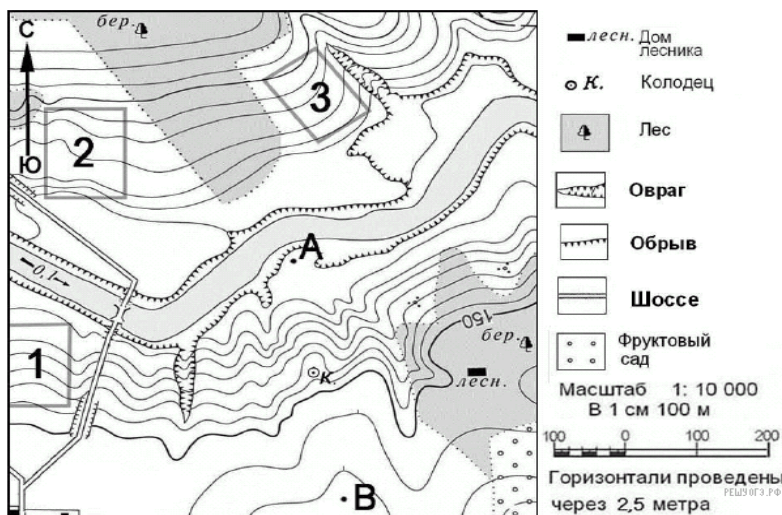 С
Ю
бер.
3
2
А
0,1
1
150
бер.
лесн.
к.
В
лесн. Дом
лесника
К. Колодец
Лес
Овраг
Обрыв
Шоссе
Фруктовый
сад
Масштаб 1: 10 000
В 1 см 100 м
100 0 100 200
Горизонтали проведены
через 2,5 метра
РЕШУОГЭ.РФ